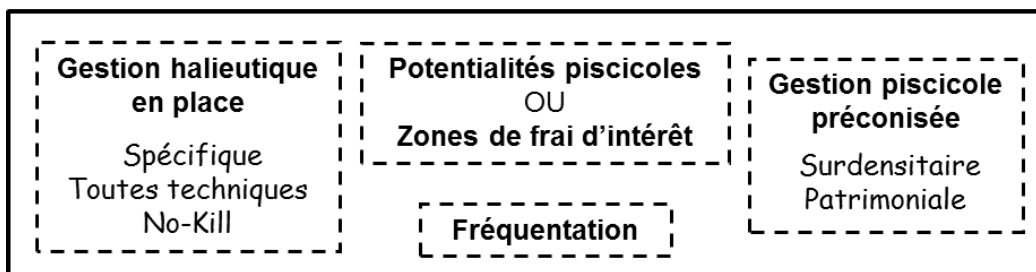 Gestion halieutique
en place
Spécifique
Toutes techniques
No-Kill
Potentialités piscicoles
OU
Zones de frai d'intérêt
Fréquentation
Gestion piscicole
préconisée
Surdensitaire
Patrimoniale